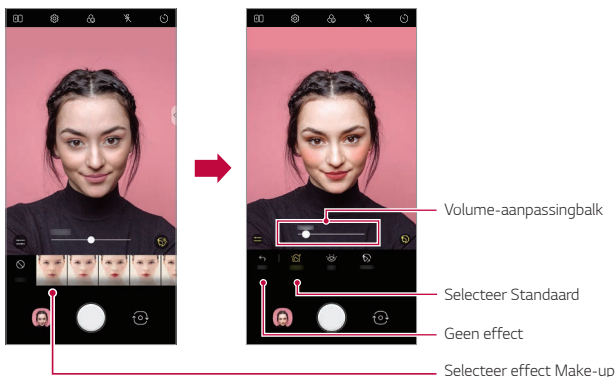 Volume-aanpassingbalk
Selecteer Standaard
Geen effect
Selecteer effect Make-up